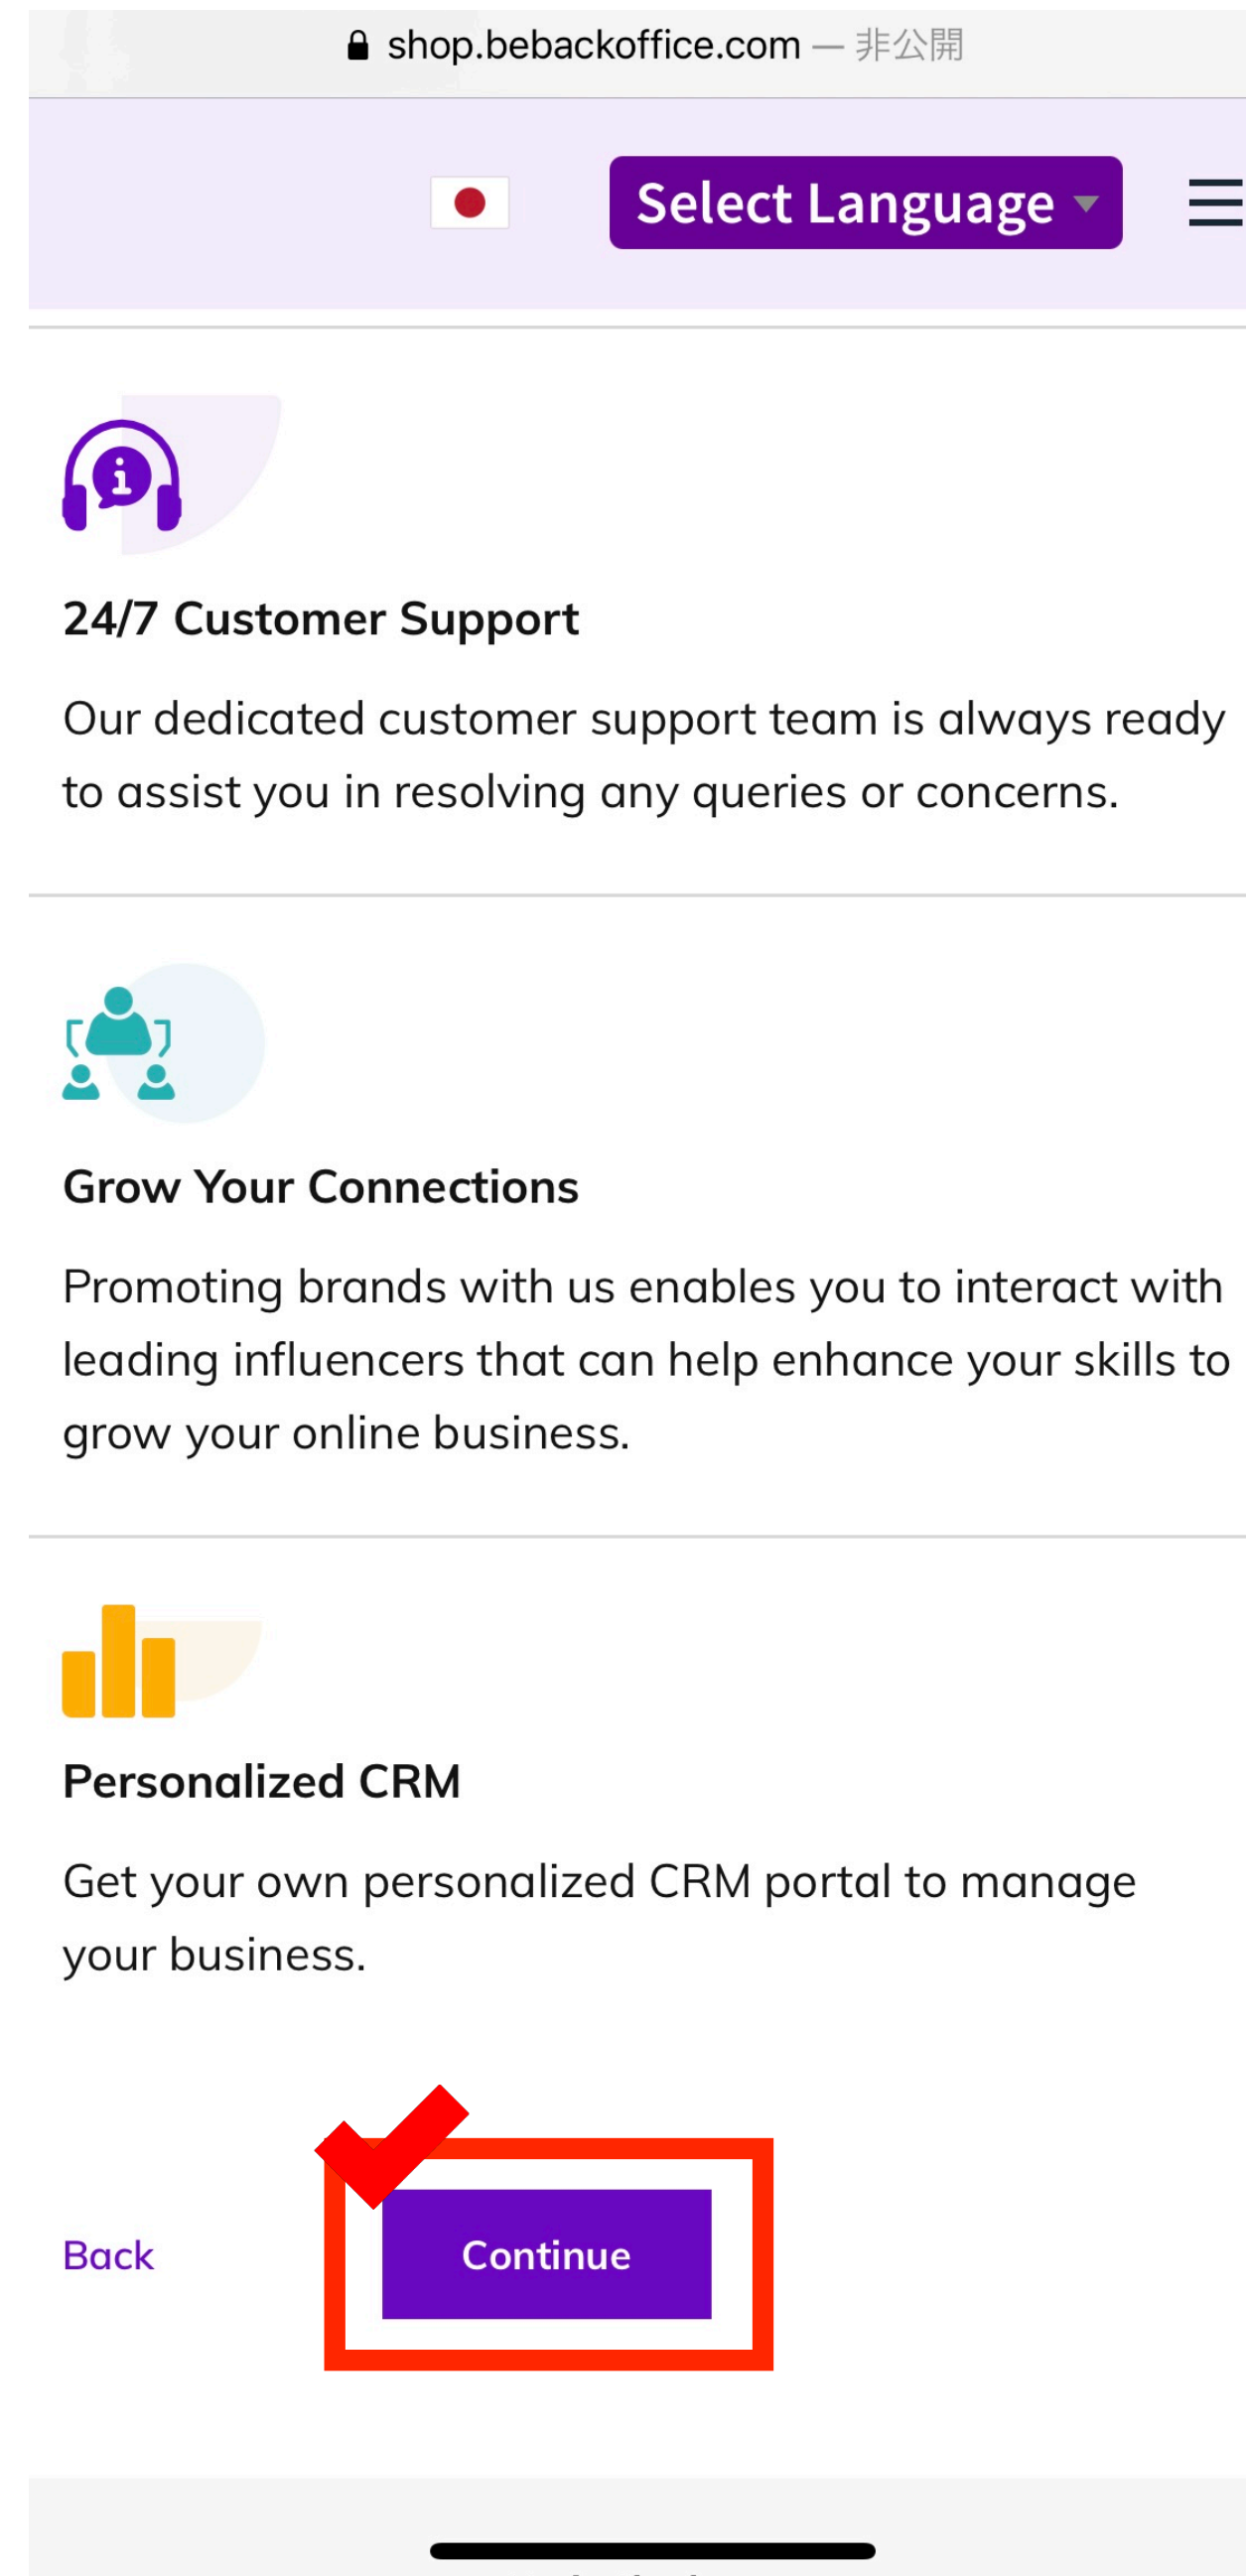 shop.bebackoffice.com — 非公開
Select Language
24/7 Customer Support
Our dedicated customer support team is always ready
to assist you in resolving any queries or concerns.
Grow Your Connections
Promoting brands with us enables you to interact with
leading influencers that can help enhance your skills to
grow your online business.
Personalized CRM
Get your own personalized CRM portal to manage
your business.
Back
Continue